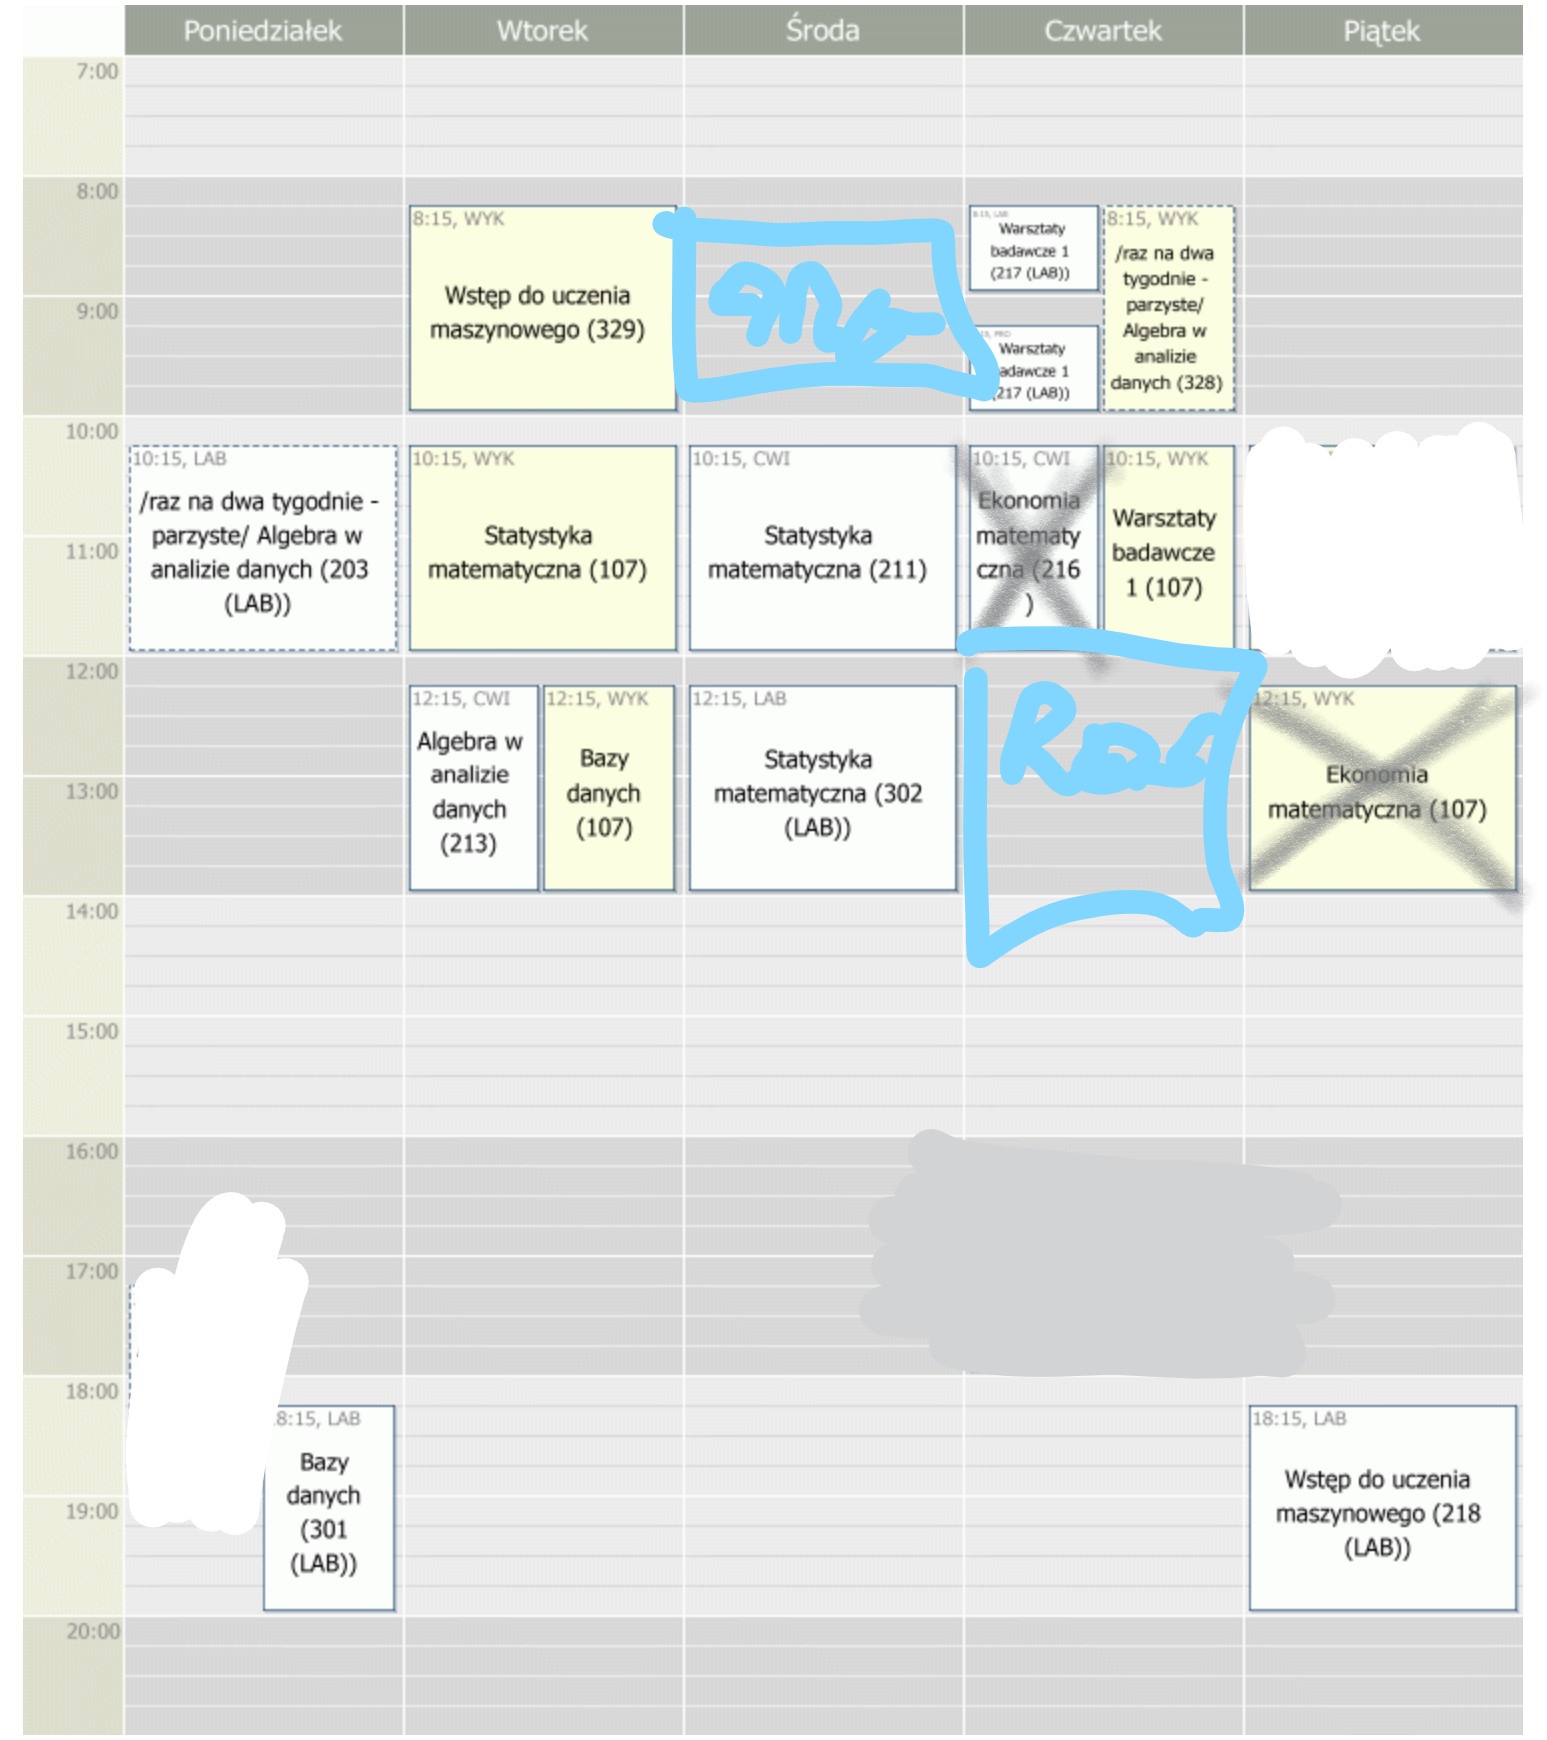 Poniedziałek Wtorek Środa Czwartek Piątek
7:00
8:00
8:15, WYK
Wstęp do uczenia
maszynowego (329)
8:15, LAB
Warsztaty
badawcze 1
(217 (LAB))
8:15, WYK
/raz na dwa
tygodnie -
parzyste/
Algebra w
analizie
danych (328)
9:00
PRO
Warsztaty
adawcze 1
(217 (LAB))
10:00
10:15, LAB
/raz na dwa tygodnie -
parzyste/ Algebra w
analizie danych (203
(LAB))
10:15, WYK
Statystyka
matematyczna (107)
10:15, CWI
Statystyka
matematyczna (211)
10:15, CWI
Ekonomia
matematy
czna (216
)
10:15, WYK
Warsztaty
badawcze
1 (107)
11:00
12:00
12:15, CWI
Algebra w
analizie
danych
(213)
12:15, WYK
Bazy
danych
(107)
12:15, LAB
Statystyka
matematyczna (302
(LAB))
12:15, WYK
Ekonomia
matematyczna (107)
13:00
14:00
15:00
16:00
17:00
18:00
8:15, LAB
Bazy
danych
(301
(LAB))
18:15, LAB
Wstęp do uczenia
maszynowego (218
(LAB))
19:00
20:00